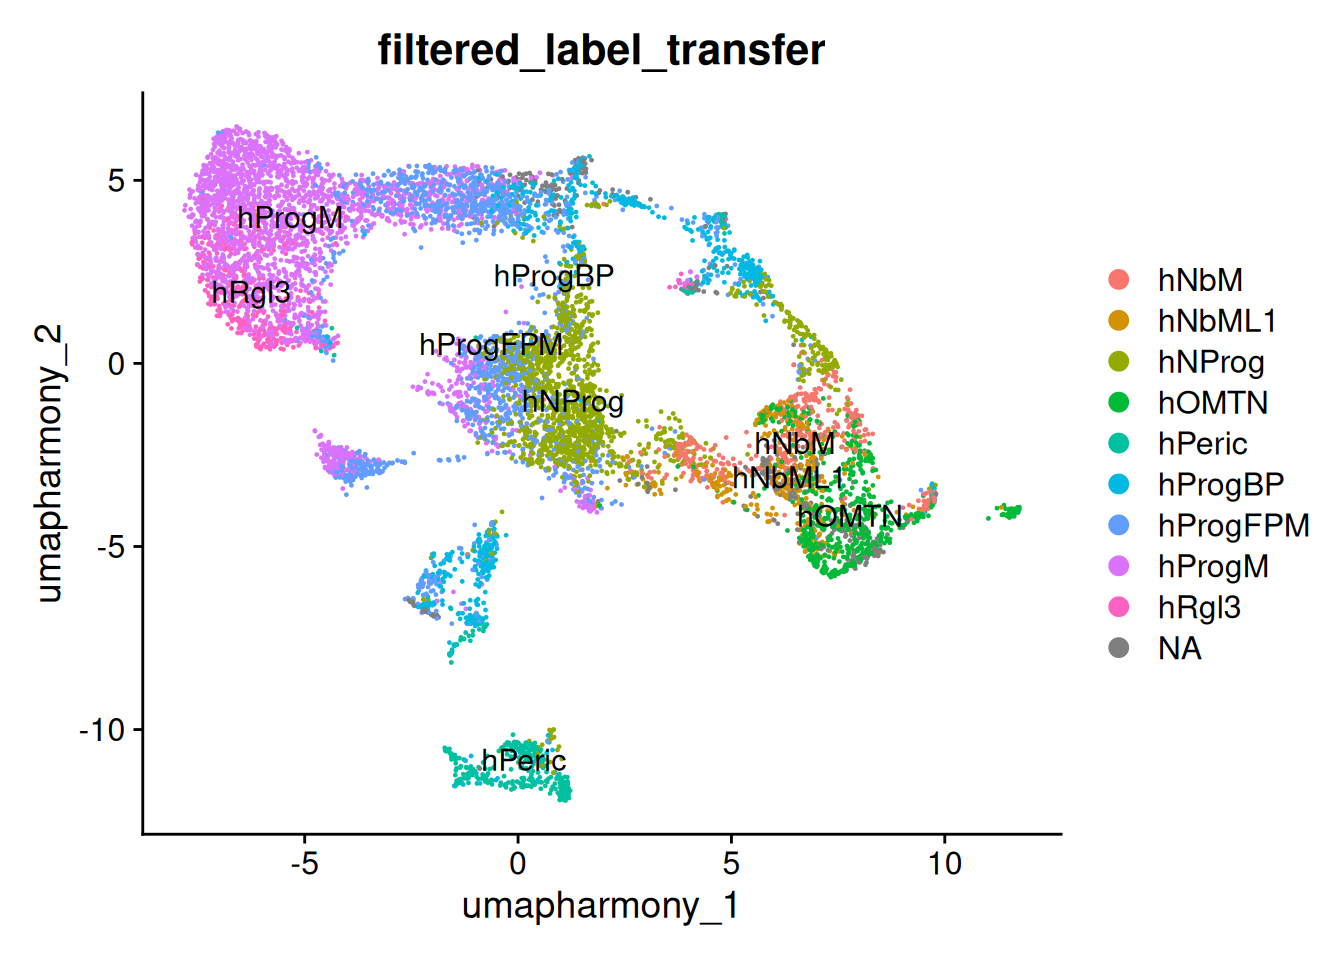 filtered_label_transfer
umapharmony_2
5
0
-5
-10
hProgM
hRgl3
hProgBP
hProgFPM
hNProg
hNbM
hNbML1
hOMTN
hPeric
-5
0
5
10
umapharmony_1
hNbM
hNbML1
hNProg
hOMTN
hPeric
hProgBP
hProgFPM
hProgM
hRgl3
NA